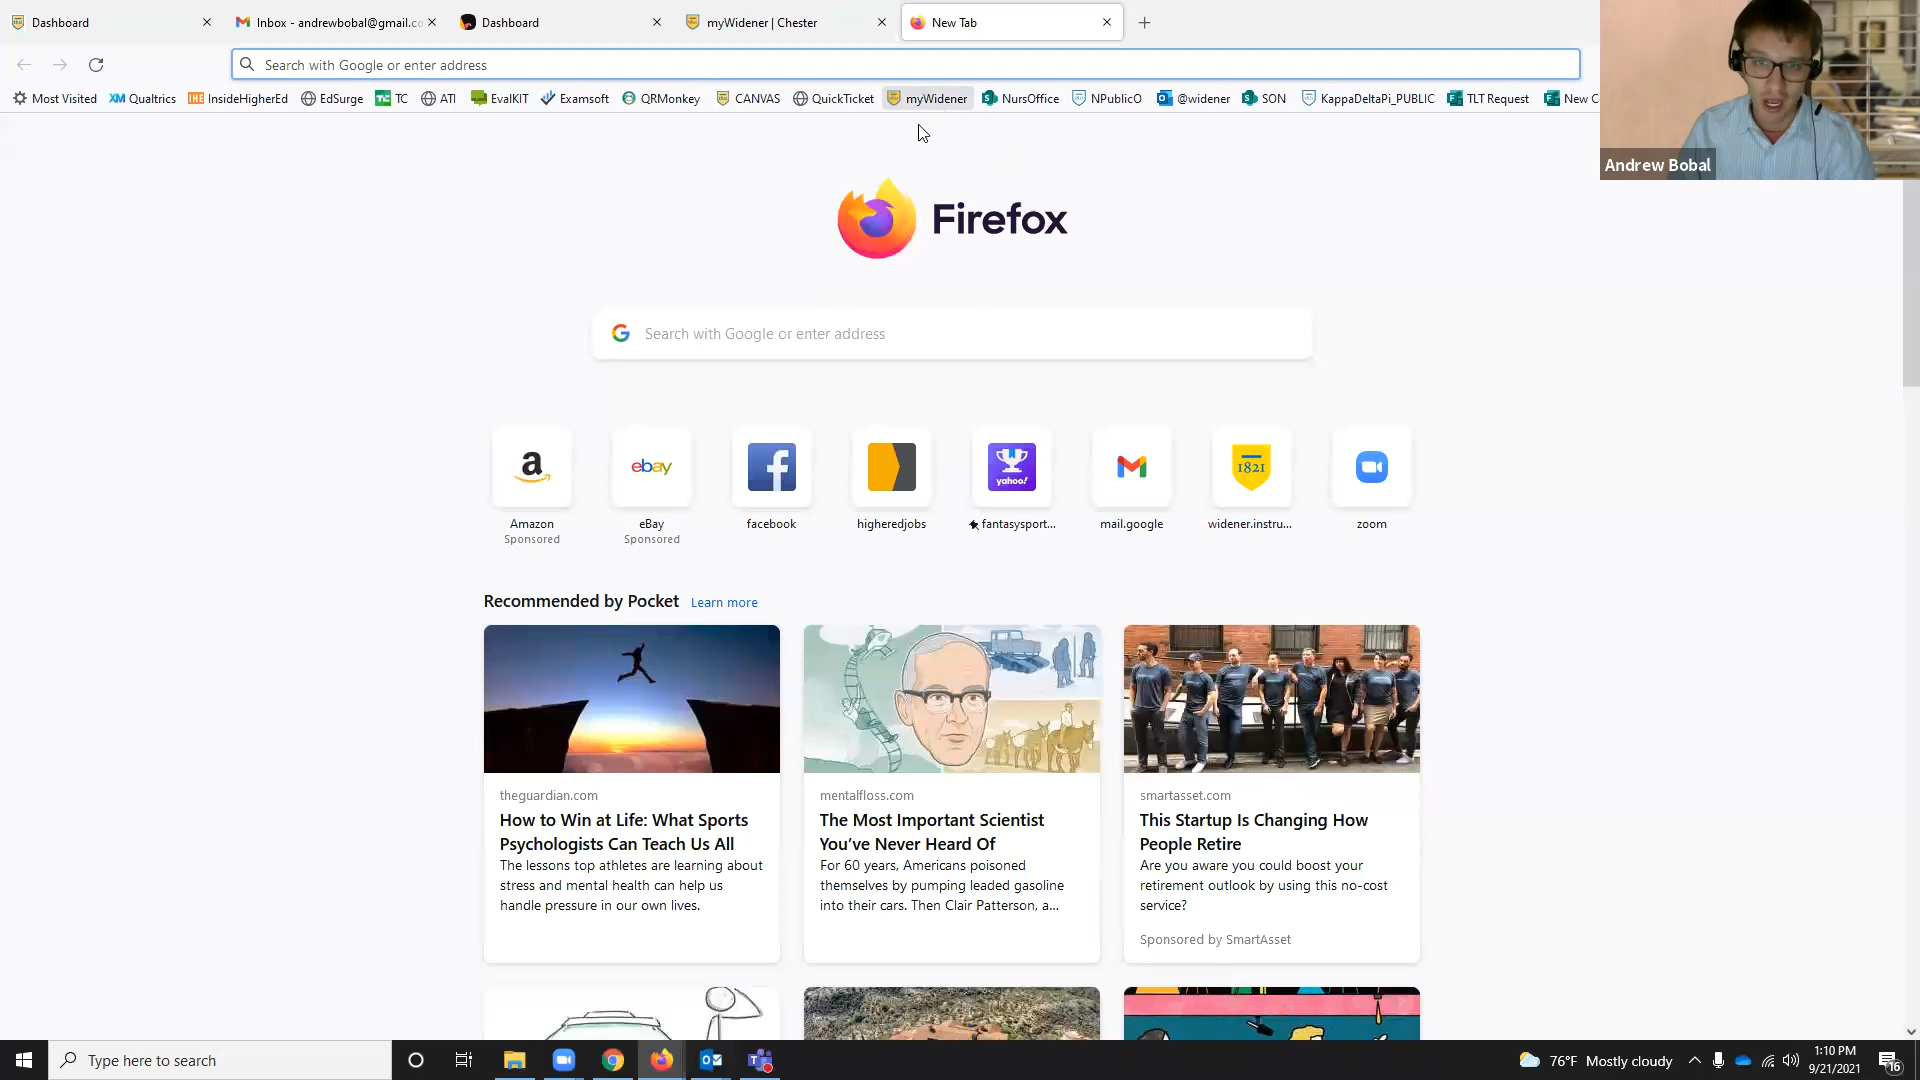 Dashboard
Inbox - andrewbobal@gmail.co
Dashboard
myWidener | Chester
New Tab
Search with Google or enter address
Most Visited
XM Qualtrics
IHE InsideHigherEd
EdSurge
TC TC
ATI
EvalKIT
Examsoft
QRMonkey
CANVAS
QuickTicket
myWidener
NursOffice
NPublicO
@widener
SON
KappaDeltaPi_PUBLIC
TLT Request
New C
Andrew Bobal
Firefox
Search with Google or enter address
a
ebay
f
yahoo!
1821
Amazon
Sponsored
eBay
Sponsored
facebook
higheredjobs
fantasysport...
mail.google
widener.instru...
zoom
Recommended by Pocket Learn more
theguardian.com
How to Win at Life: What Sports
Psychologists Can Teach Us All
The lessons top athletes are learning about
stress and mental health can help us
handle pressure in our own lives.
mentalfloss.com
The Most Important Scientist
You've Never Heard Of
For 60 years, Americans poisoned
themselves by pumping leaded gasoline
into their cars. Then Clair Patterson, a...
smartasset.com
This Startup Is Changing How
People Retire
Are you aware you could boost your
retirement outlook by using this no-cost
service?
Sponsored by SmartAsset
Type here to search
76°F Mostly cloudy
1:10 PM
9/21/2021
16